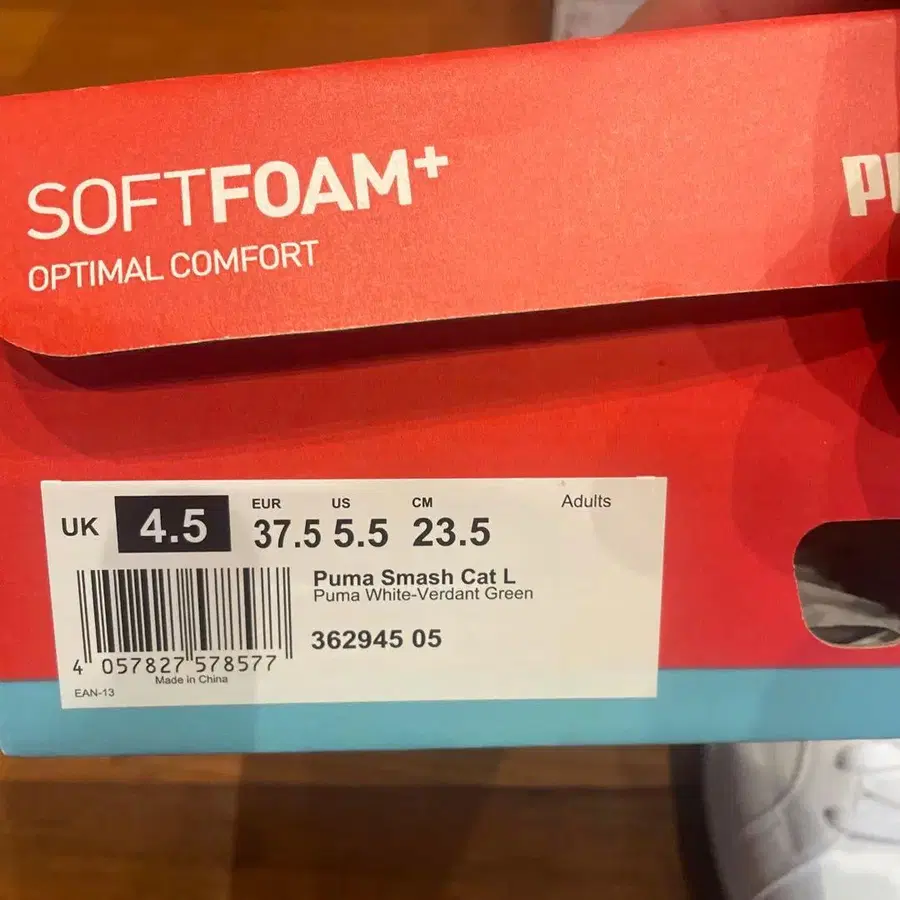 SOFTFOAM+
OPTIMAL COMFORT
UK 4.5
EUR US CM Adults
37.5 5.5 23.5
Puma Smash Cat L
Puma White-Verdant Green
362945 05
4 057827 578577
Made in China
EAN-13